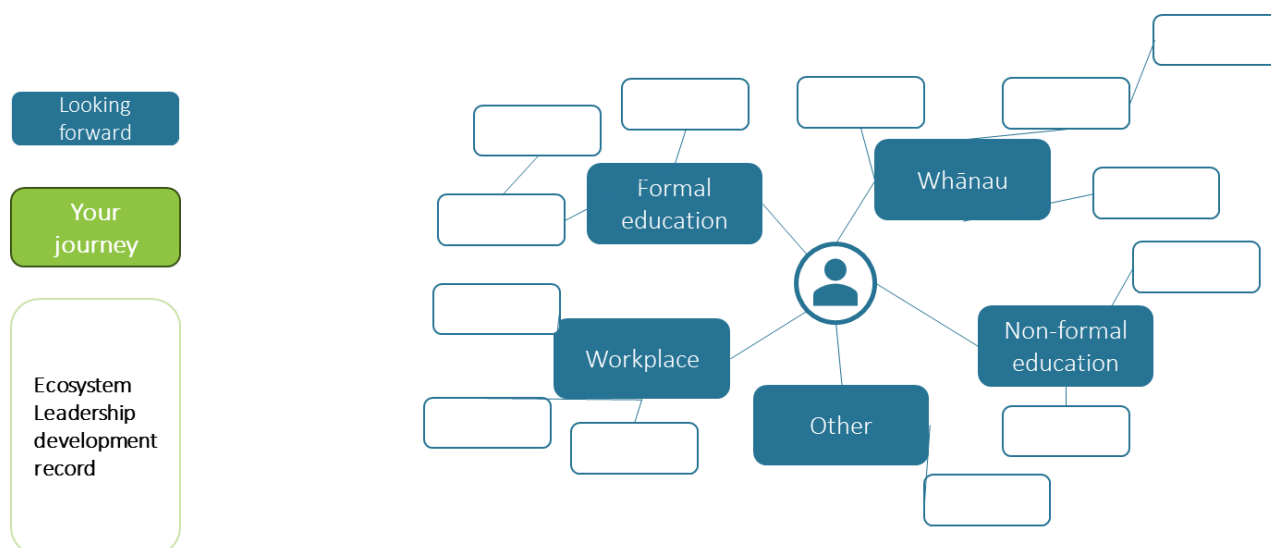 Looking
forward
Your
journey
Ecosystem
Leadership
development
record
Formal
education
Whānau
Workplace
Non-formal
education
Other